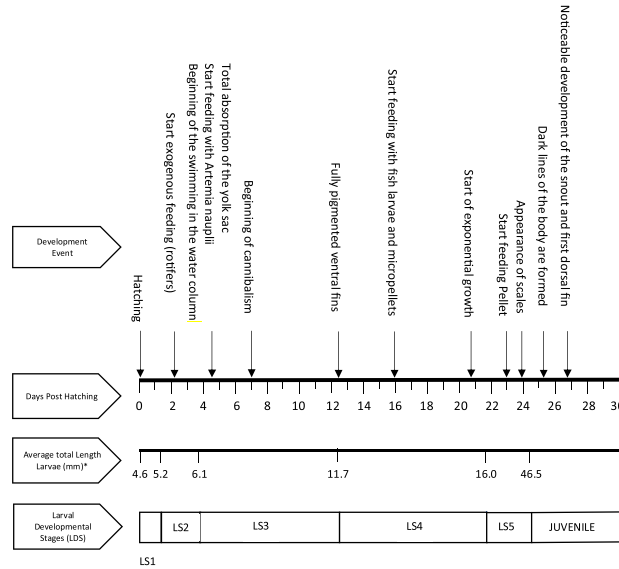 Hatching
Start exogenous feeding (rotifers)
Beginning of the swimming in the water column
Start feeding with Artemia nauplii
Total absorption of the yolk sac
Beginning of cannibalism
Fully pigmented ventral fins
Start feeding with fish larvae and micropellets
Start of exponential growth
Start feeding Pellet
Appearance of scales
Dark lines of the body are formed
Noticeable development of the snout and first dorsal fin
Development
Event
Days Post Hatching
0 2 4 6 8 10 12 14 16 18 20 22 24 26 28 30
Average total Length
Larvae (mm)*
4.6 5.2 6.1 11.7 16.0 46.5
Larval
Developmental
Stages (LDS)
LS2 LS3 LS4 LS5 JUVENILE
LS1